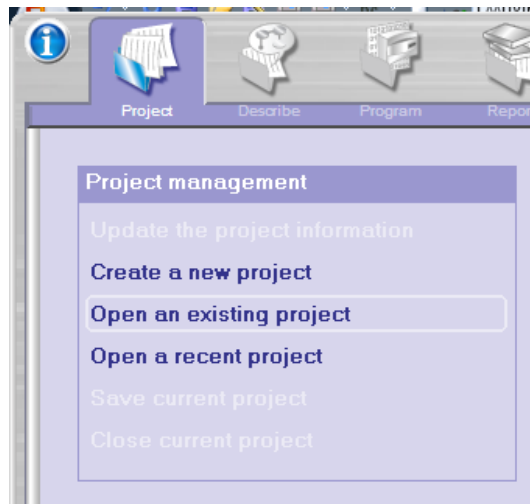 Project
Describe
Program
Repor
Project management
Update the project information
Create a new project
Open an existing project
Open a recent project
Save current project
Close current project